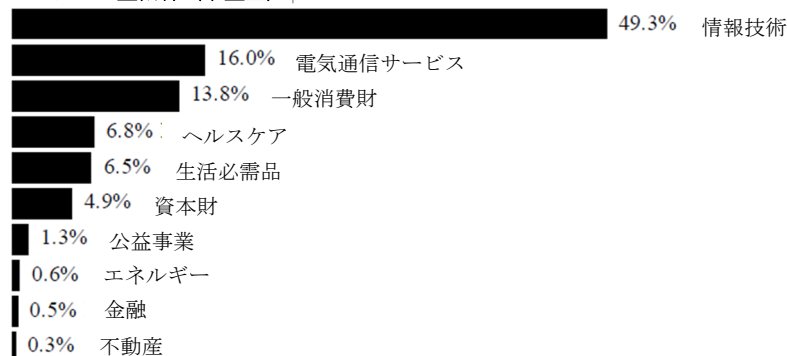 49.3% 情報技術
16.0% 電気通信サービス
13.8% 一般消費財
6.8% ヘルスケア
6.5% 生活必需品
4.9% 資本財
1.3% 公益事業
0.6% エネルギー
0.5% 金融
0.3% 不動産